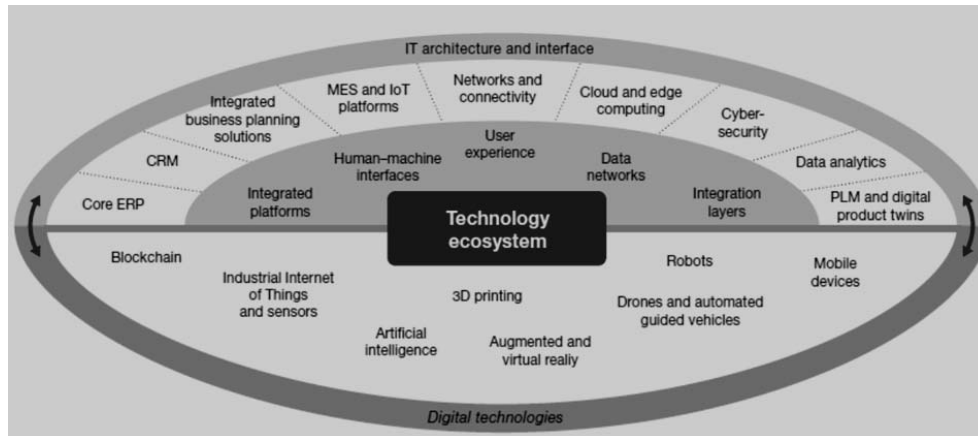 IT architecture and interface
Core ERP
CRM
Integrated
business planning
solutions
MES and IoT
platforms
Networks and
connectivity
Cloud and edge
computing
Cyber-
security
Data analytics
PLM and digital
product twins
Integrated
platforms
Human–machine
interfaces
User
experience
Data
networks
Integration
layers
Technology
ecosystem
Blockchain
Industrial Internet
of Things
and sensors
Artificial
intelligence
3D printing
Augmented and
virtual realiy
Robots
Drones and automated
guided vehicles
Mobile
devices
Digital technologies